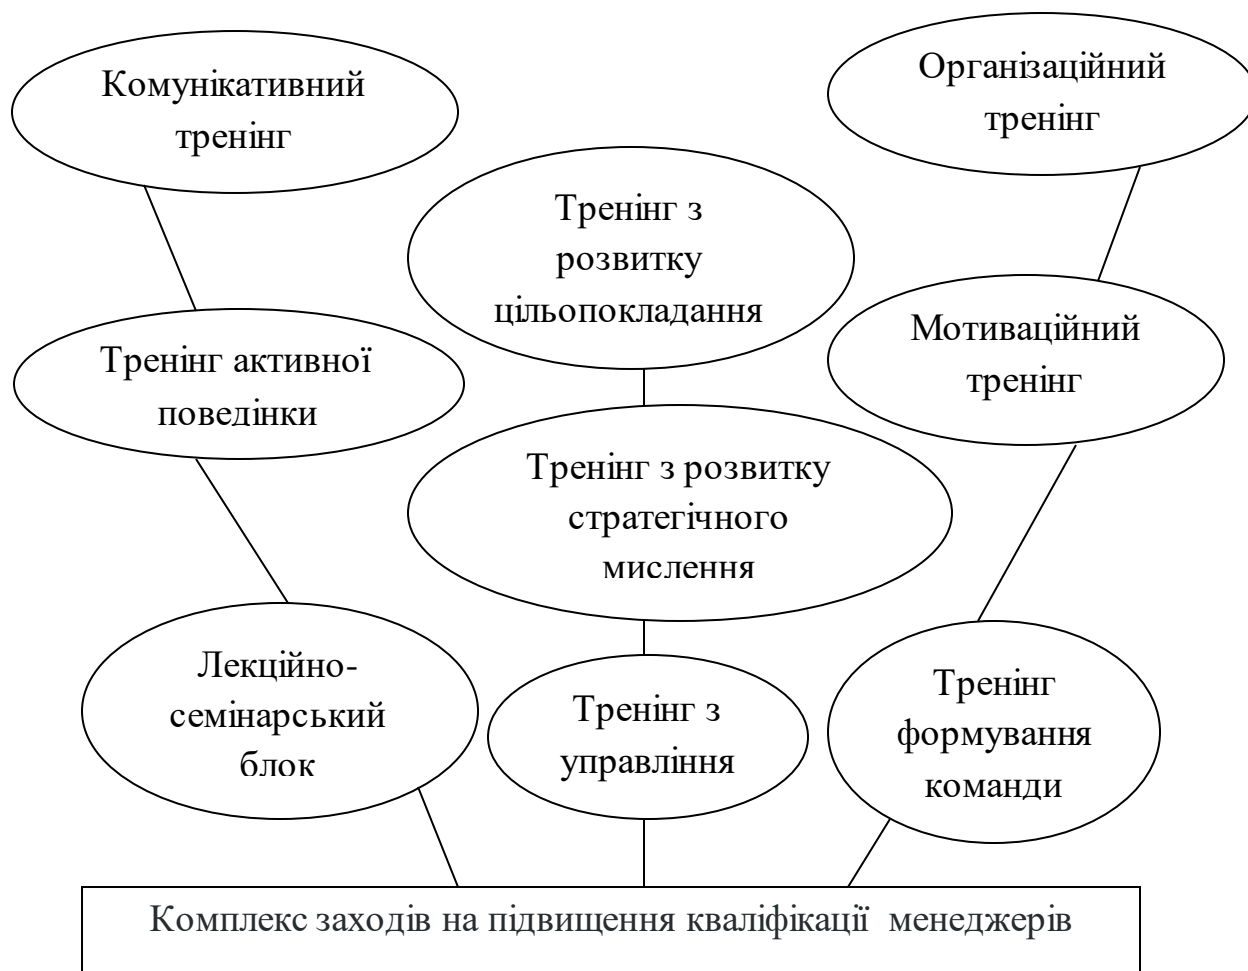 Комунікативний
тренінг
Організаційний
тренінг
Тренінг з
розвитку
цільопокладання
Тренінг активної
поведінки
Мотиваційний
тренінг
Тренінг з розвитку
стратегічного
мислення
Лекційно-
семінарський
блок
Тренінг з
управління
Тренінг
формування
команди
Комплекс заходів на підвищення кваліфікації  менеджерів